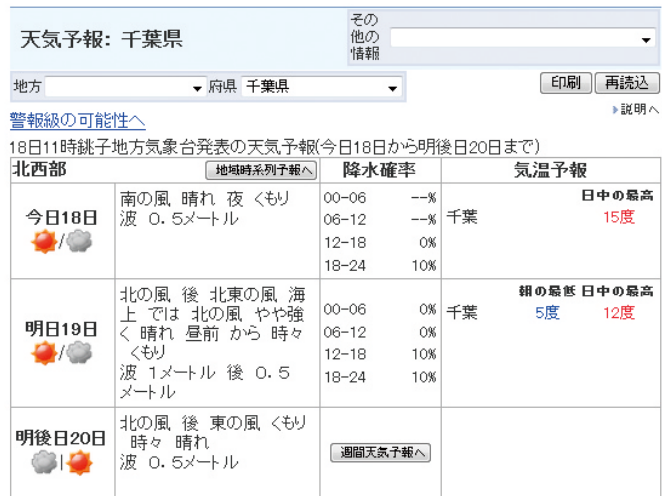 天気予報: 千葉県
その
他の
情報
地方 府県 千葉県 印刷 再読込
警報級の可能性へ
説明へ
18日11時銚子地方気象台発表の天気予報(今日18日から明後日20日まで)
北西部 地域時系列予報へ 降水確率 気温予報
今日18日
/
南の風 晴れ 夜 くもり
波 0.5メートル
00-06 --%
06-12 --%
12-18 0%
18-24 10%
日中の最高
千葉 15度
明日19日
/
北の風 後 北東の風 海
上 では 北の風 やや強
く 晴れ 昼前 から 時々
くもり
波 1メートル 後 0.5
メートル
00-06 0%
06-12 0%
12-18 10%
18-24 10%
朝の最低 日中の最高
千葉 5度 12度
明後日20日
|
北の風 後 東の風 くもり
時々 晴れ
波 0.5メートル
週間天気予報へ